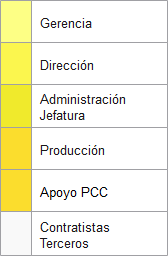 Gerencia
Dirección
Administración
Jefatura
Producción
Apoyo PCC
Contratistas
Terceros